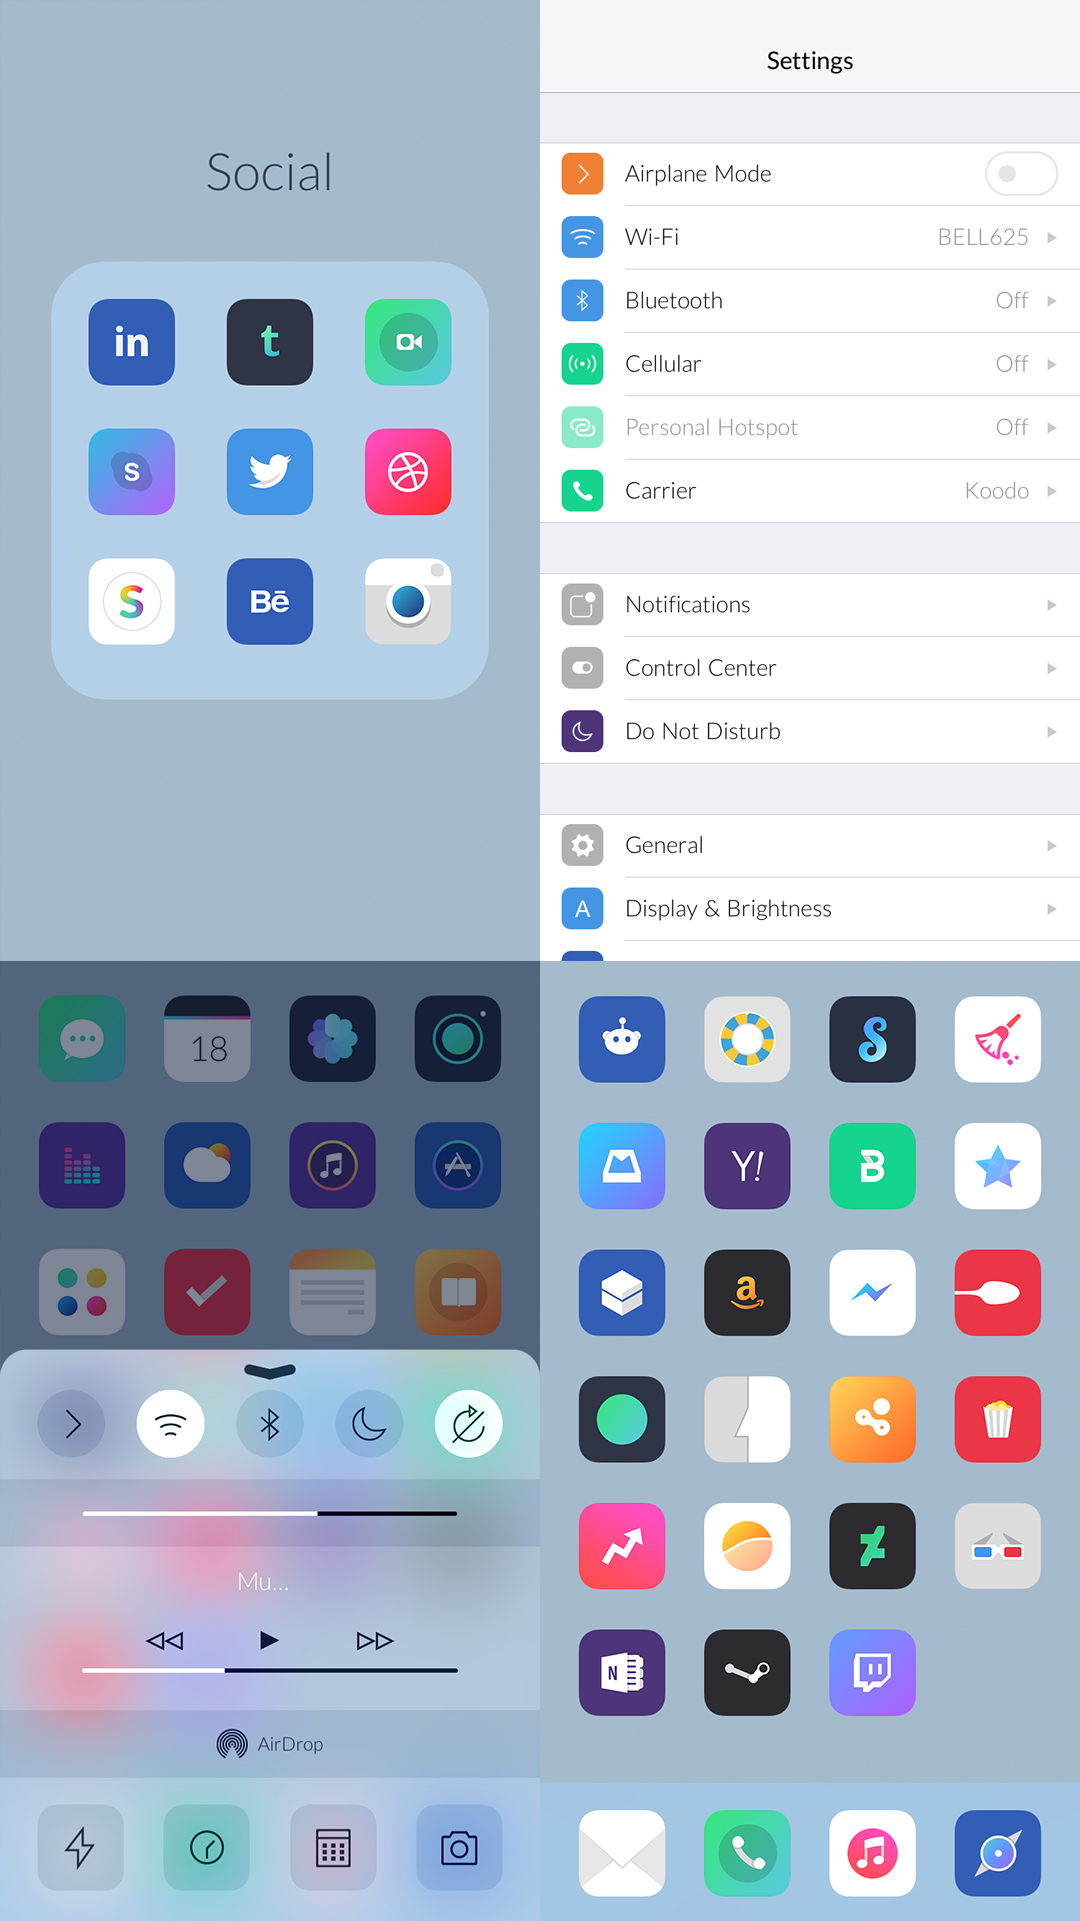 Social
in
t
S
S
Bē
Settings
Airplane Mode
Wi-Fi
BELL625
Bluetooth
Off
Cellular
Off
Personal Hotspot
Off
Carrier
Koodo
Notifications
Control Center
Do Not Disturb
General
A
Display & Brightness
18
Mu...
AirDrop
S
Y!
B
a
N